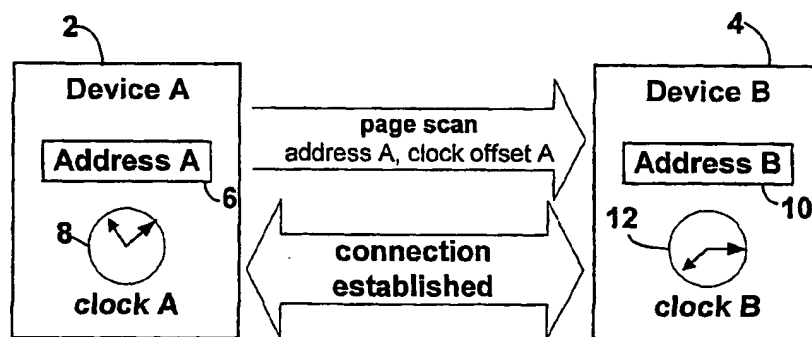 2
4
Device A
Device B
page scan
address A, clock offset A
Address A
Address B
6
10
8
12
connection
established
clock A
clock B